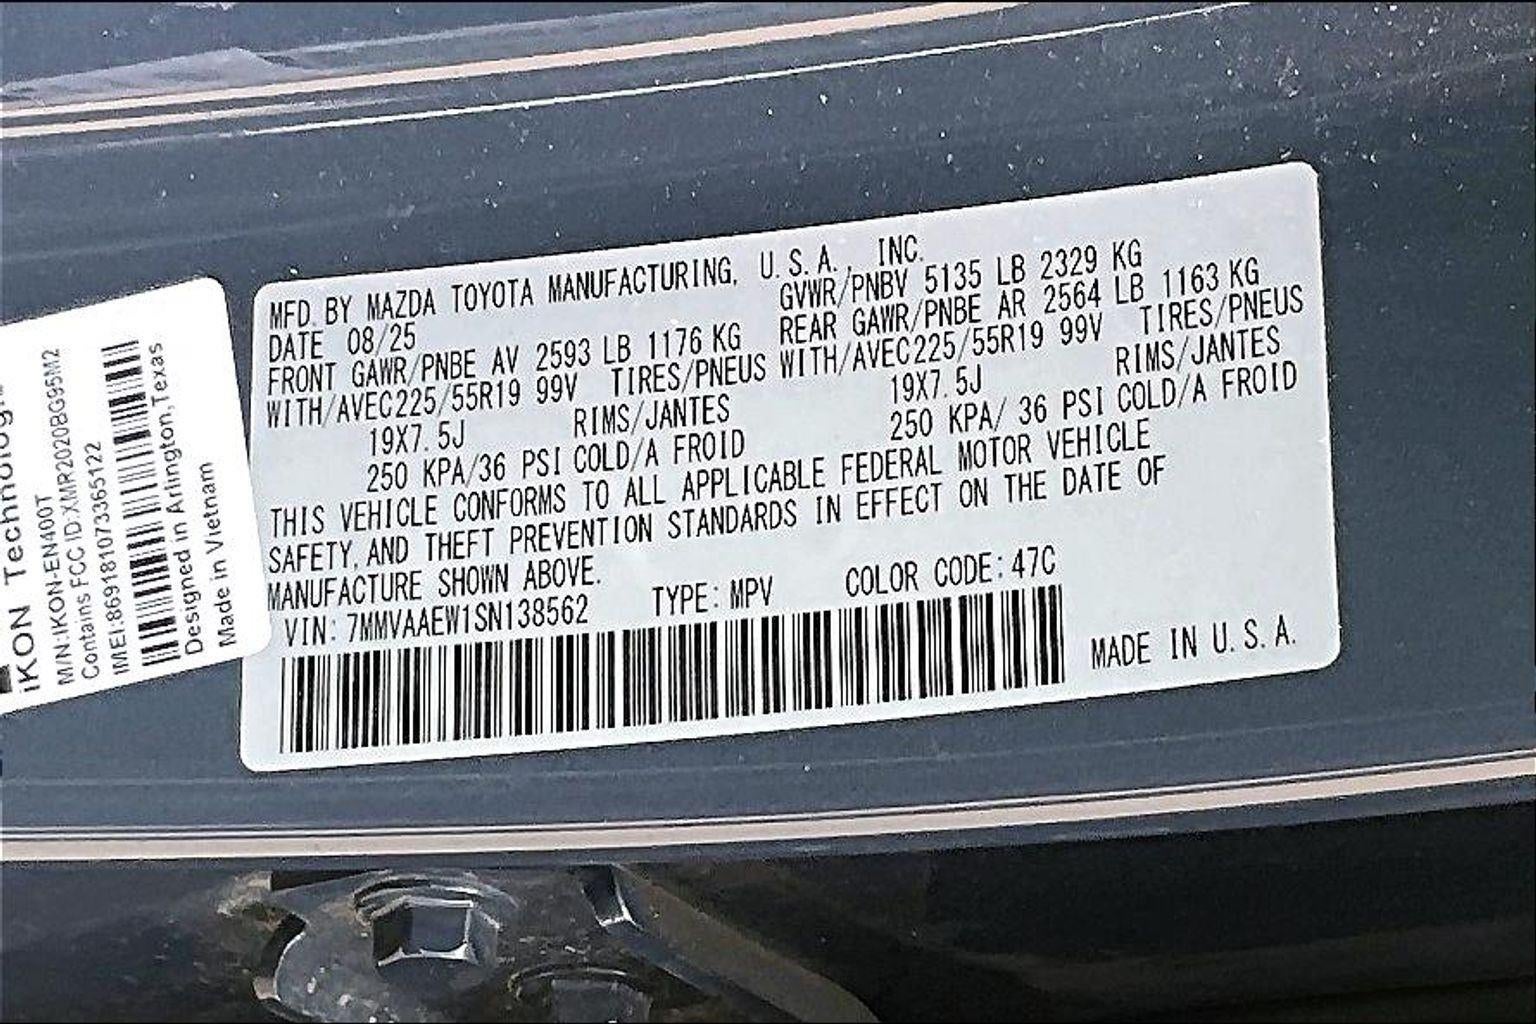 MFD. BY MAZDA TOYOTA MANUFACTURING, U.S.A., INC.
DATE 08/25 GVWR/PNBV 5135 LB 2329 KG
FRONT GAWR/PNBE AV 2593 LB 1176 KG REAR GAWR/PNBE AR 2564 LB 1163 KG
WITH/AVEC225/55R19 99V TIRES/PNEUS WITH/AVEC225/55R19 99V TIRES/PNEUS
19X7.5J RIMS/JANTES 19X7.5J RIMS/JANTES
250 KPA/36 PSI COLD/A FROID 250 KPA/ 36 PSI COLD/A FROID
THIS VEHICLE CONFORMS TO ALL APPLICABLE FEDERAL MOTOR VEHICLE
SAFETY, AND THEFT PREVENTION STANDARDS IN EFFECT ON THE DATE OF
MANUFACTURE SHOWN ABOVE.
VIN: 7MMVAAEW1SN138562 TYPE: MPV COLOR CODE: 47C
MADE IN U.S.A.
iKON Technolog
M/N:iKON-EN400T
Contains FCC ID:XMR2020BG95M2
IMEI:869181073365122
Designed in Arlington,Texas
Made in Vietnam